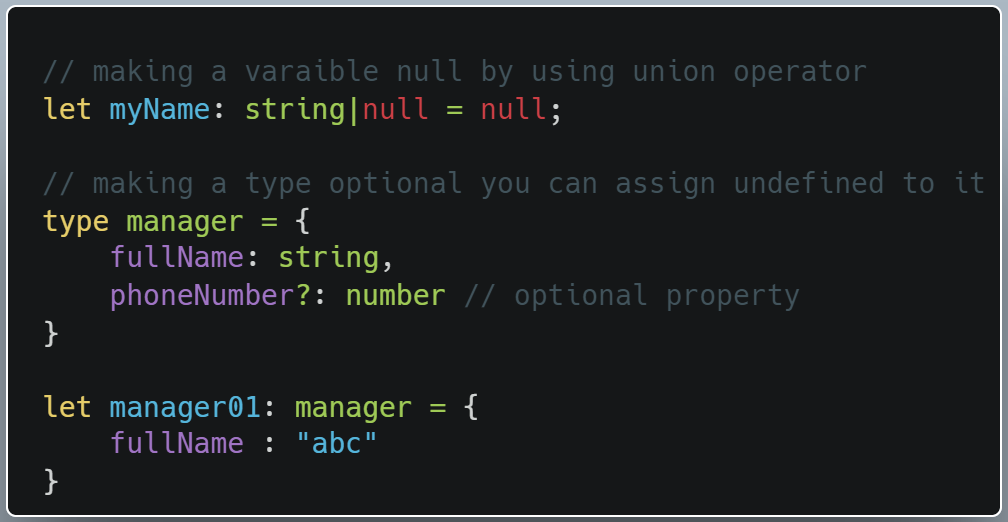 // making a varaible null by using union operator
let myName: string|null = null;
// making a type optional you can assign undefined to it
type manager = {
    fullName: string,
    phoneNumber?: number // optional property
}
let manager01: manager = {
    fullName : "abc"
}